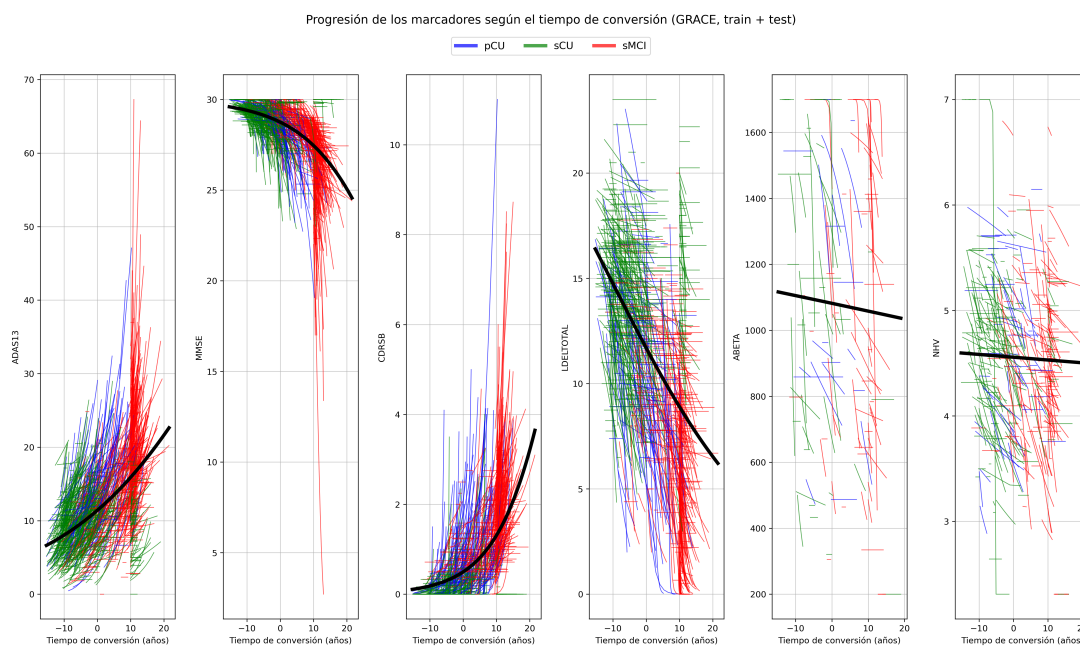 Progresión de los marcadores según el tiempo de conversión (GRACE, train + test)
pCU sCU sMCI
ADAS13
70
60
50
40
30
20
10
0
−10 0 10 20
Tiempo de conversión (años)
MMSE
30
25
20
15
10
5
−10 0 10 20
Tiempo de conversión (años)
CDRSB
10
8
6
4
2
0
−10 0 10 20
Tiempo de conversión (años)
LDELTOTAL
20
15
10
5
0
−10 0 10 20
Tiempo de conversión (años)
ABETA
1600
1400
1200
1000
800
600
400
200
−10 0 10 20
Tiempo de conversión (años)
NHV
7
6
5
4
3
−10 0 10
Tiempo de conversión (años)